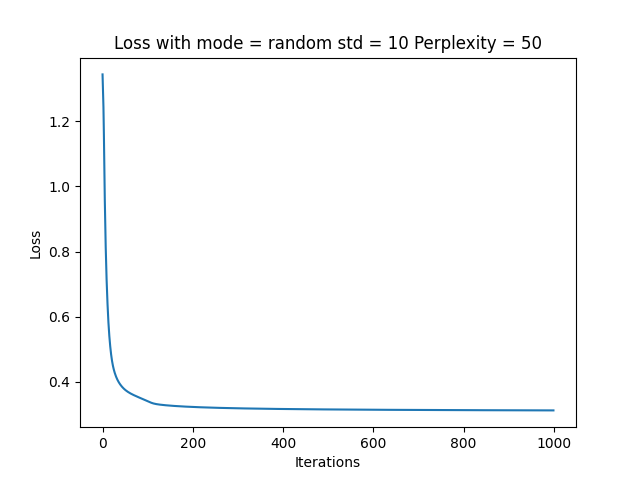 Loss with mode = random std = 10 Perplexity = 50
1.2
1.0
0.8
0.6
0.4
Loss
0 200 400 600 800 1000
Iterations